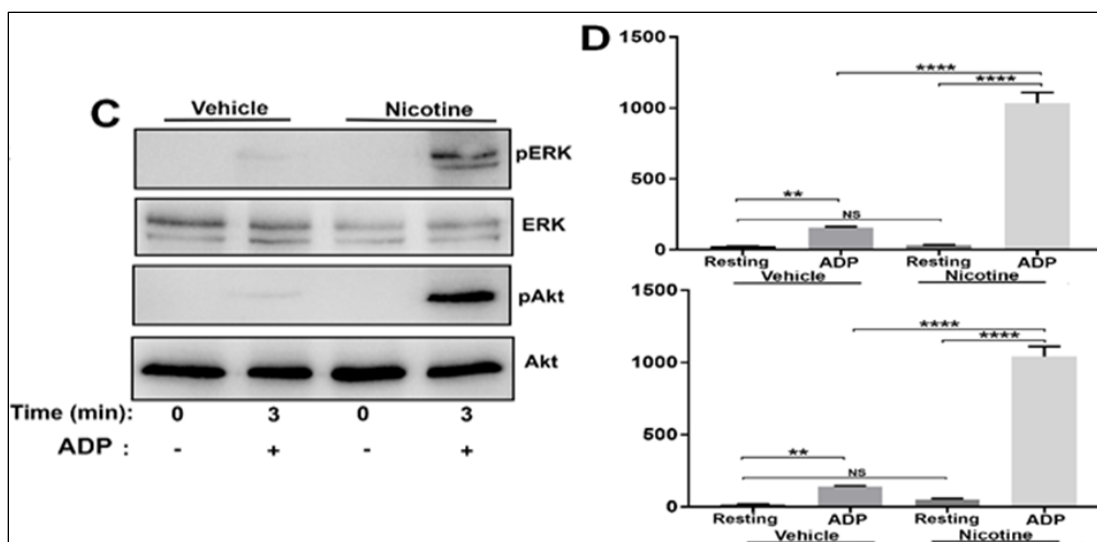 C
Vehicle Nicotine
pERK
ERK
pAkt
Akt
Time (min): 0 3 0 3
ADP : - + - +
D
1500
1000
500
0
****
****
**
NS
Resting ADP Resting ADP
Vehicle Nicotine
1500
1000
500
0
****
****
**
NS
Resting ADP Resting ADP
Vehicle Nicotine